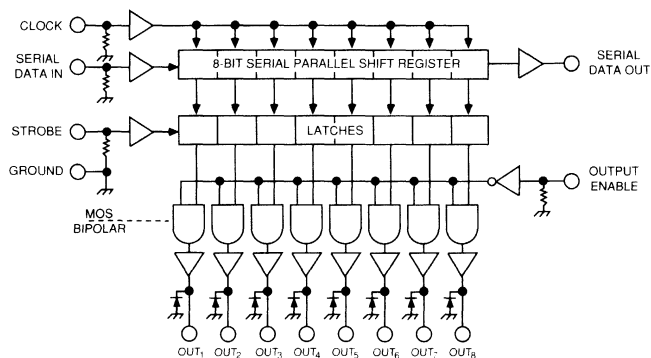 CLOCK
SERIAL
DATA IN
8-BIT SERIAL PARALLEL SHIFT REGISTER
SERIAL
DATA OUT
STROBE
LATCHES
GROUND
OUTPUT
ENABLE
MOS
BIPOLAR
OUT1 OUT2 OUT3 OUT4 OUT5 OUT6 OUT7 OUT8